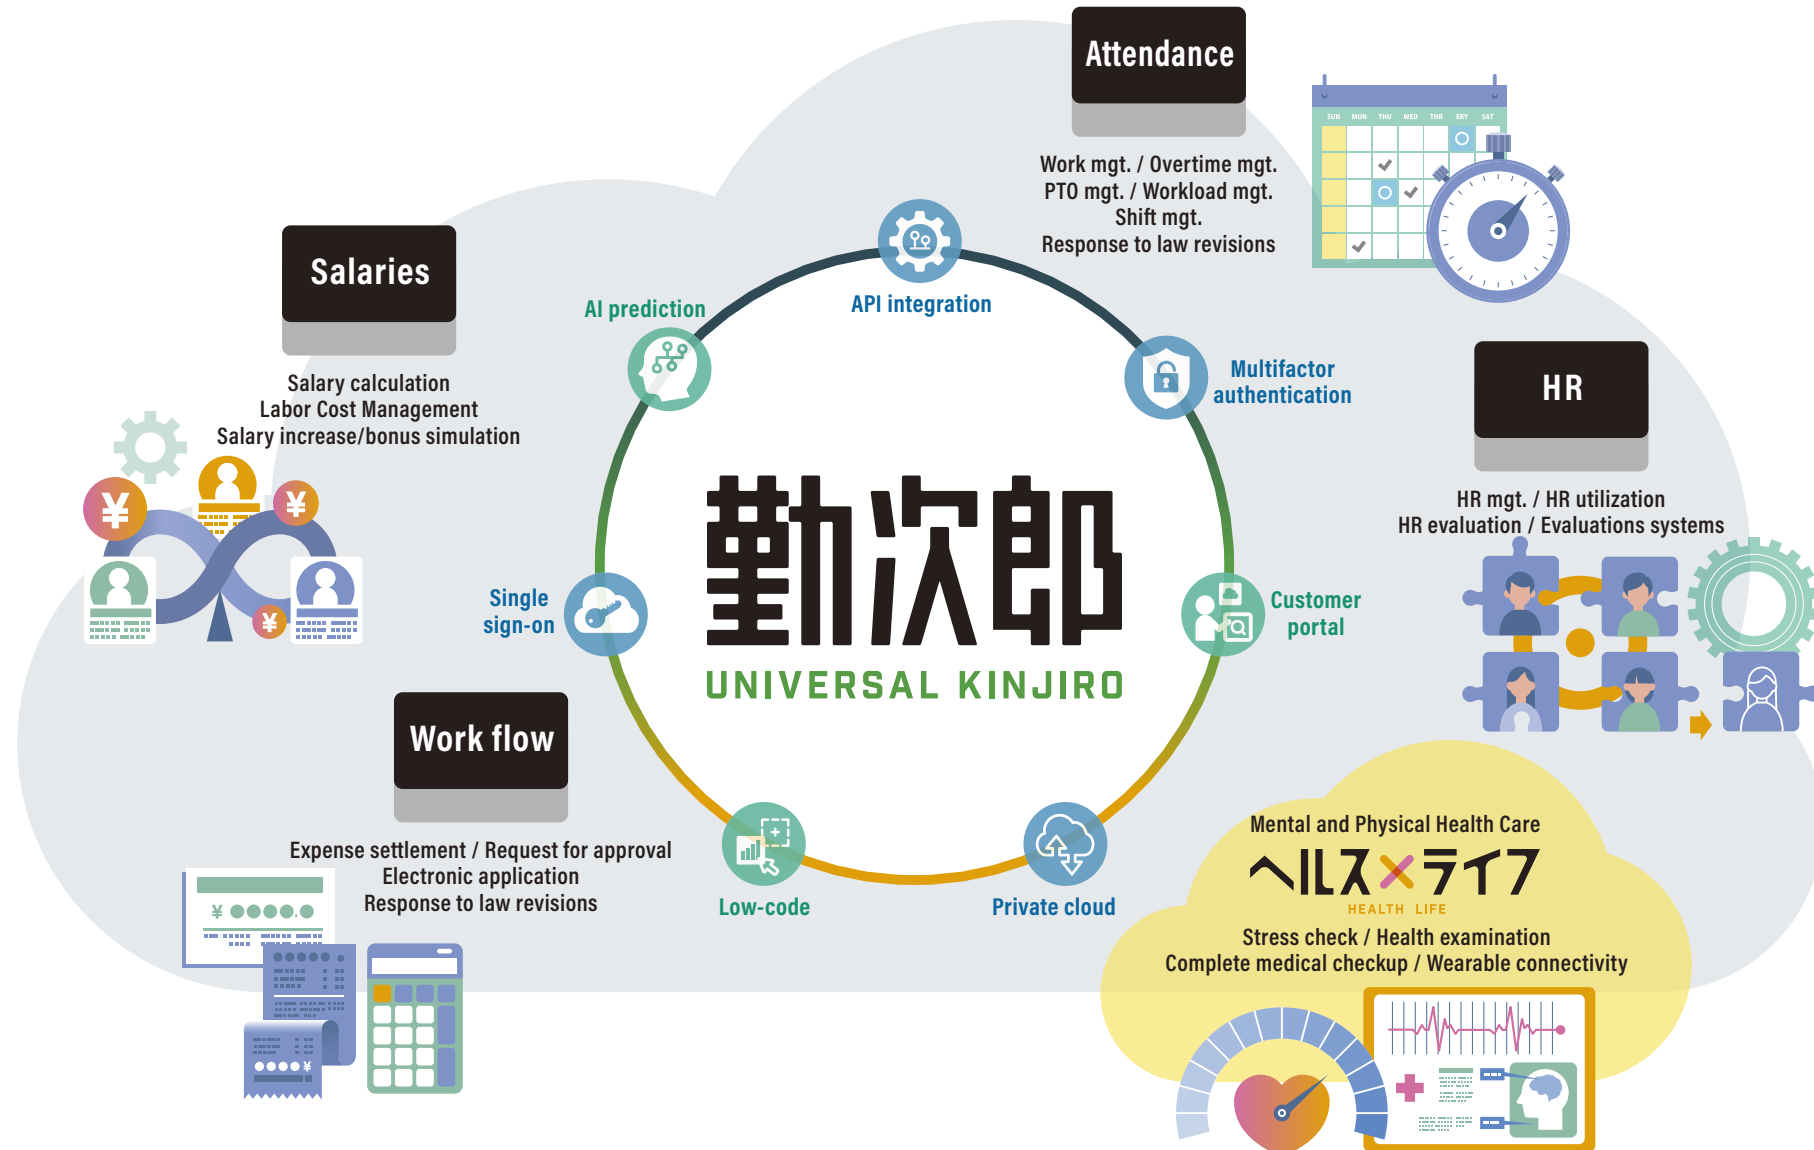 Attendance
SUN MON THU WED THR EBY SAT
Work mgt. / Overtime mgt.
PTO mgt. / Workload mgt.
Shift mgt.
Response to law revisions
Salaries
Salary calculation
Labor Cost Management
Salary increase/bonus simulation
¥
¥
¥
AI prediction
API integration
Multifactor
authentication
HR
HR mgt. / HR utilization
HR evaluation / Evaluations systems
勤次郎
UNIVERSAL KINJIRO
Single
sign-on
Customer
portal
Work flow
Expense settlement / Request for approval
Electronic application
Response to law revisions
¥
¥
Low-code
Private cloud
Mental and Physical Health Care
ヘルス×ライフ
HEALTH LIFE
Stress check / Health examination
Complete medical checkup / Wearable connectivity